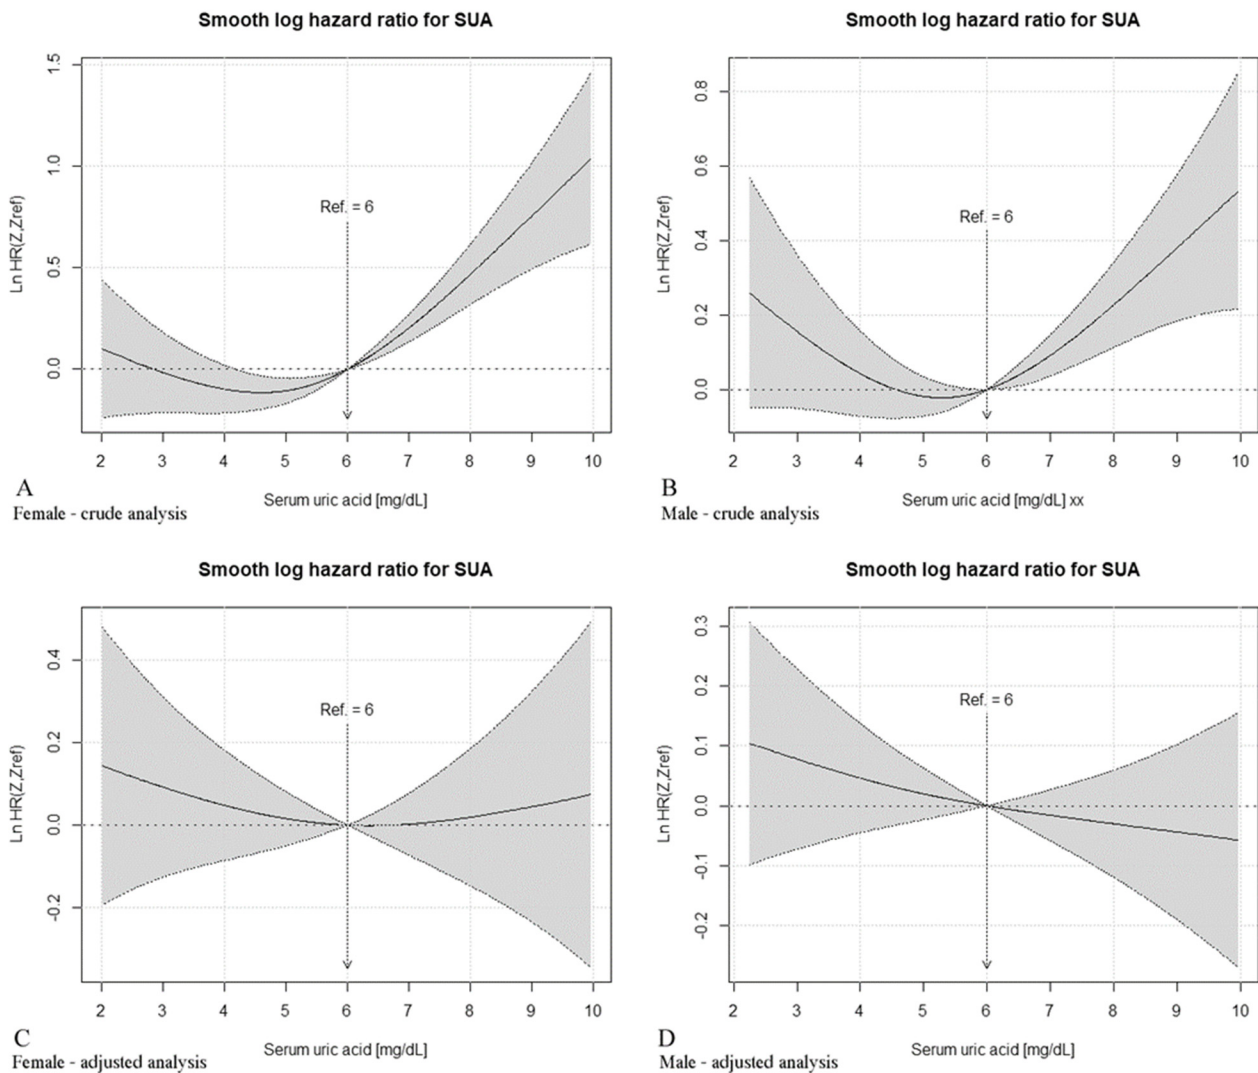 Smooth log hazard ratio for SUA
Ln HR(Z,Zref)
1.5
1.0
0.5
0.0
Ref. = 6
2 3 4 5 6 7 8 9 10
Serum uric acid [mg/dL]
A
Female - crude analysis
Smooth log hazard ratio for SUA
Ln HR(Z,Zref)
0.8
0.6
0.4
0.2
0.0
Ref. = 6
2 3 4 5 6 7 8 9 10
Serum uric acid [mg/dL] xx
B
Male - crude analysis
Smooth log hazard ratio for SUA
Ln HR(Z,Zref)
0.4
0.2
0.0
-0.2
Ref. = 6
2 3 4 5 6 7 8 9 10
Serum uric acid [mg/dL]
C
Female - adjusted analysis
Smooth log hazard ratio for SUA
Ln HR(Z,Zref)
0.3
0.2
0.1
0.0
-0.1
-0.2
Ref. = 6
2 3 4 5 6 7 8 9 10
Serum uric acid [mg/dL]
D
Male - adjusted analysis